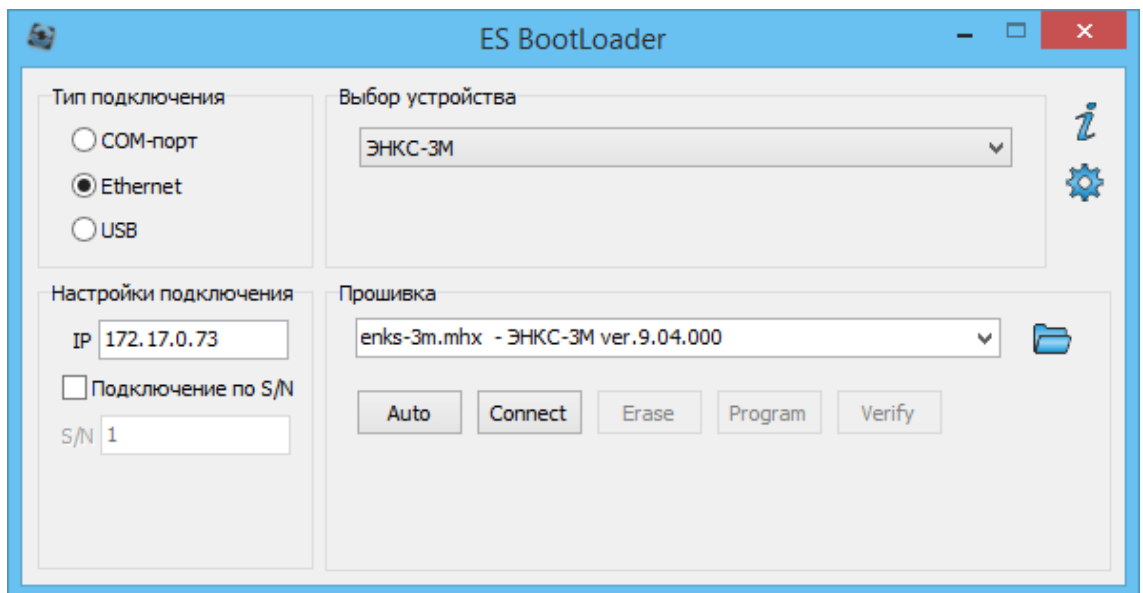 ES BootLoader
Тип подключения
COM-порт
Ethernet
USB
Выбор устройства
ЭНКС-3М
Настройки подключения
IP 172.17.0.73
Подключение по S/N
S/N 1
Прошивка
enks-3m.mhx - ЭНКС-3М ver.9.04.000
Auto Connect Erase Program Verify